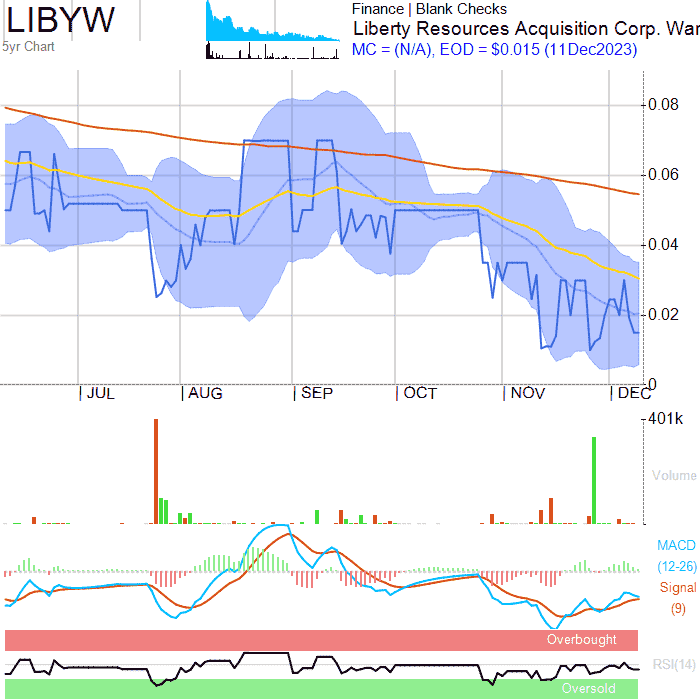 LIBYW
5yr Chart
Finance | Blank Checks
Liberty Resources Acquisition Corp. War
MC = (N/A), EOD = $0.015 (11Dec2023)
0.08
0.06
0.04
0.02
0
JUL AUG SEP OCT NOV DEC
401k
Volume
MACD
(12-26)
Signal
(9)
Overbought
RSI(14)
Oversold